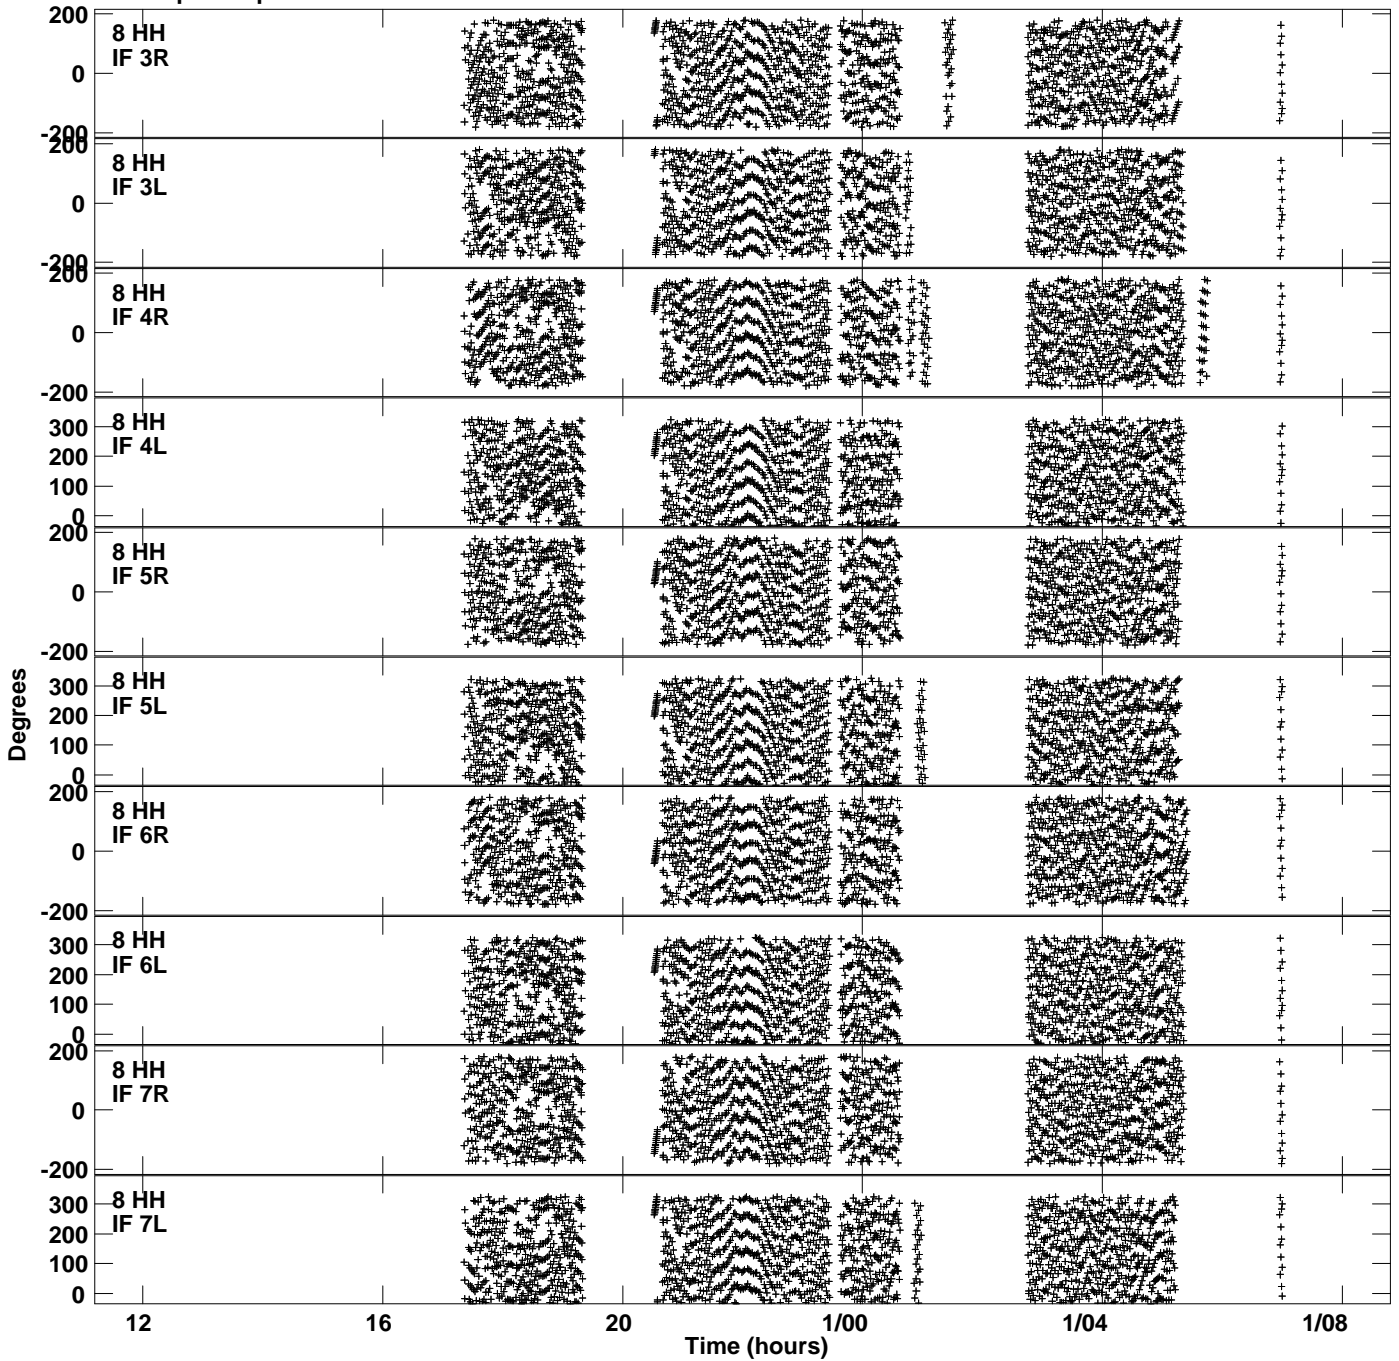 200
8 HH
IF 3R
0
-200
200
8 HH
IF 3L
0
-200
200
8 HH
IF 4R
0
-200
8 HH
300
IF 4L
200
100
0
200
8 HH
IF 5R
0
-200
8 HH
300
IF 5L
200
100
0
200
8 HH
IF 6R
0
-200
8 HH
300
IF 6L
200
100
0
200
8 HH
IF 7R
0
-200
8 HH
300
IF 7L
200
100
0
Degrees
12 16 20 1/00 1/04 1/08
Time (hours)